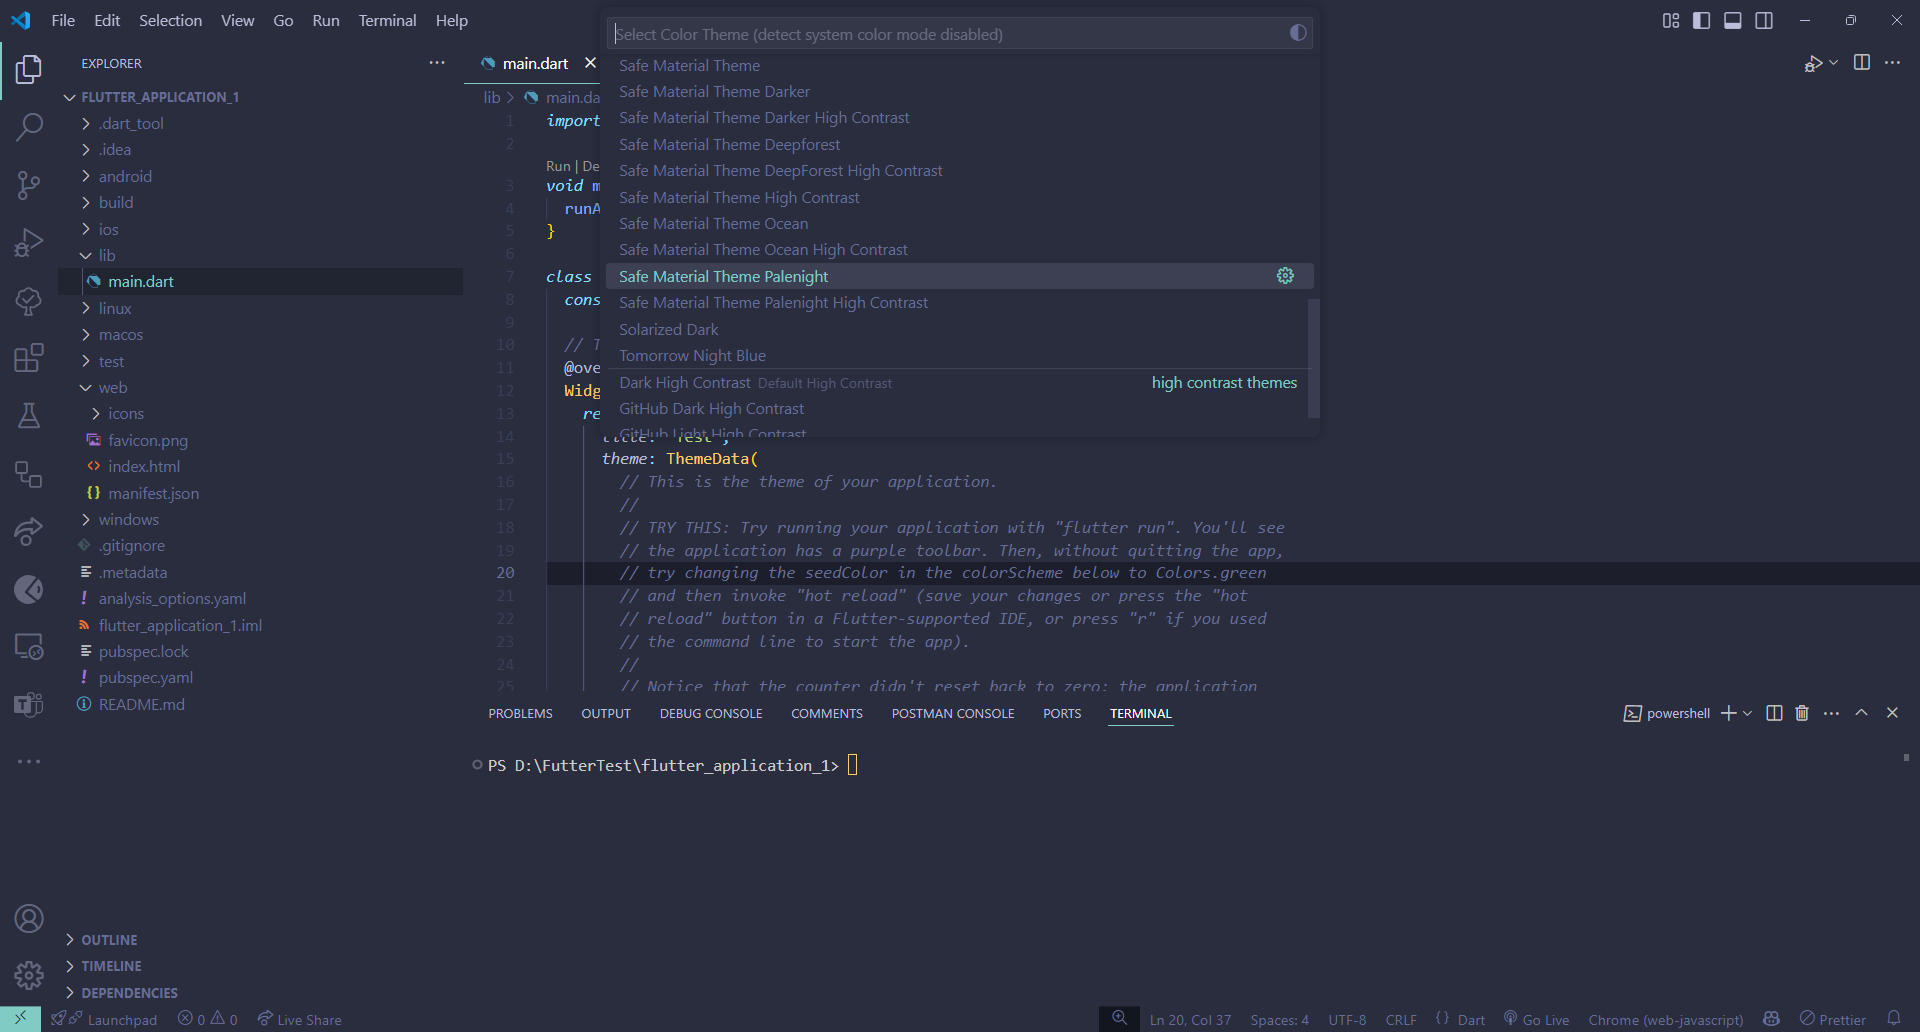 File Edit Selection View Go Run Terminal Help
Select Color Theme (detect system color mode disabled)
Safe Material Theme
Safe Material Theme Darker
Safe Material Theme Darker High Contrast
Safe Material Theme Deepforest
Safe Material Theme DeepForest High Contrast
Safe Material Theme High Contrast
Safe Material Theme Ocean
Safe Material Theme Ocean High Contrast
Safe Material Theme Palenight
Safe Material Theme Palenight High Contrast
Solarized Dark
Tomorrow Night Blue
Dark High Contrast Default High Contrast high contrast themes
GitHub Dark High Contrast
GitHub Light High Contrast
EXPLORER
FLUTTER_APPLICATION_1
.dart_tool
.idea
android
build
ios
lib
main.dart
linux
macos
test
web
icons
favicon.png
index.html
manifest.json
windows
.gitignore
.metadata
analysis_options.yaml
flutter_application_1.iml
pubspec.lock
pubspec.yaml
README.md
OUTLINE
TIMELINE
DEPENDENCIES
main.dart
lib > main.da
1 import
2
Run | De
3 void m
4 runA
5 }
6
7 class
8 cons
9
10 // T
11 @ove
12 Widg
13 re
14 title: 'Test',
15 theme: ThemeData(
16 // This is the theme of your application.
17 //
18 // TRY THIS: Try running your application with "flutter run". You'll see
19 // the application has a purple toolbar. Then, without quitting the app,
20 // try changing the seedColor in the colorScheme below to Colors.green
21 // and then invoke "hot reload" (save your changes or press the "hot
22 // reload" button in a Flutter-supported IDE, or press "r" if you used
23 // the command line to start the app).
24 //
25 // Notice that the counter didn't reset back to zero; the application
PROBLEMS OUTPUT DEBUG CONSOLE COMMENTS POSTMAN CONSOLE PORTS TERMINAL
powershell
PS D:\FutterTest\flutter_application_1>
Launchpad 0 0 Live Share
Ln 20, Col 37 Spaces: 4 UTF-8 CRLF {} Dart Go Live Chrome (web-javascript) Prettier